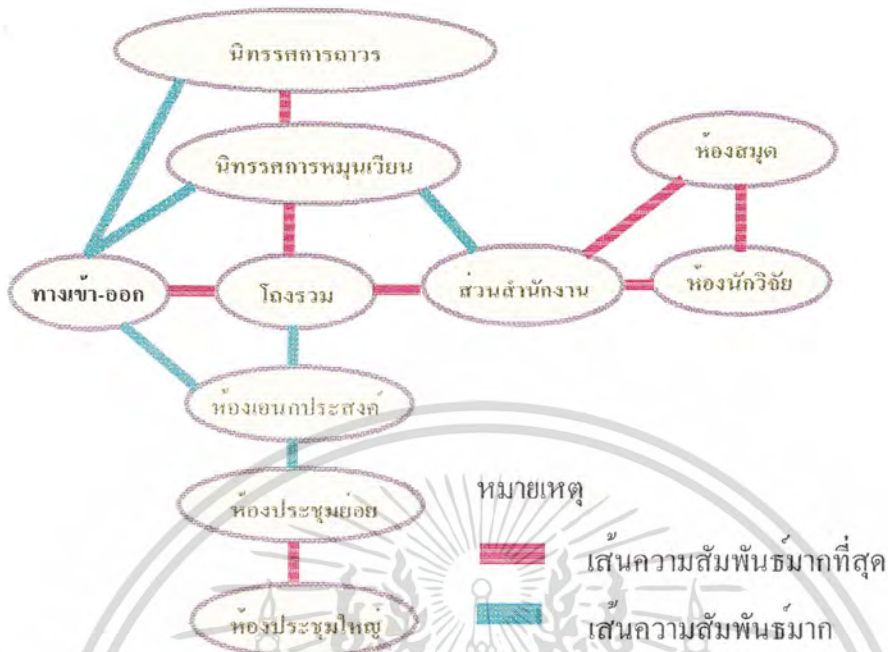 นิทรรศการถาวร
นิทรรศการหมุนเวียน
ห้องสมุด
ทางเข้า-ออก
โถงรวม
ส่วนสำนักงาน
ห้องนักวิจัย
ห้องเอนกประสงค์
ห้องประชุมย่อย
ห้องประชุมใหญ่
หมายเหตุ
เส้นความสัมพันธ์มากที่สุด
เส้นความสัมพันธ์มาก